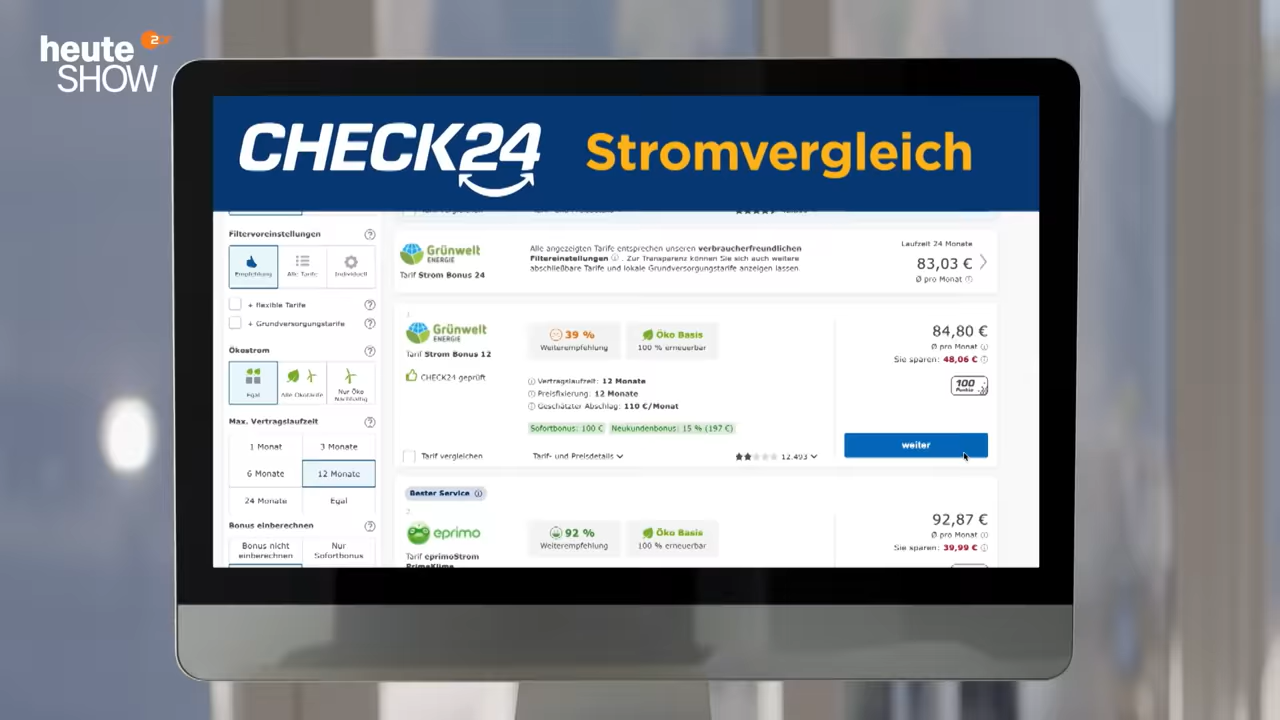 heute 2
SHOW
CHECK24 Stromvergleich
Filtervoreinstellungen
Empfehlung Alle Tarife Individuell
+ flexible Tarife
+ Grundversorgungstarife
Ökostrom
Egal Alle Ökotarife Nur Öko Nachhaltig
Max. Vertragslaufzeit
1 Monat 3 Monate
6 Monate 12 Monate
24 Monate Egal
Bonus einberechnen
Bonus nicht einberechnen Nur Sofortbonus
Grünwelt
ENERGIE
Tarif Strom Bonus 24
Alle angezeigten Tarife entsprechen unseren verbraucherfreundlichen
Filtereinstellungen. Zur Transparenz können Sie sich auch weitere
abschließbare Tarife und lokale Grundversorgungstarife anzeigen lassen.
Laufzeit 24 Monate
83,03 €
Ø pro Monat
1
Grünwelt
ENERGIE
Tarif Strom Bonus 12
CHECK24 geprüft
39 %
Weiterempfehlung
Öko Basis
100 % erneuerbar
Vertragslaufzeit: 12 Monate
Preisfixierung: 12 Monate
Geschätzter Abschlag: 110 €/Monat
Sofortbonus: 100 € Neukundenbonus: 15 % (197 €)
84,80 €
Ø pro Monat
Sie sparen: 48,06 €
100
Punkte
weiter
Tarif vergleichen Tarif- und Preisdetails 12.493
Bester Service
2
eprimo
Tarif eprimoStrom
PrimaKlima
92 %
Weiterempfehlung
Öko Basis
100 % erneuerbar
92,87 €
Ø pro Monat
Sie sparen: 39,99 €